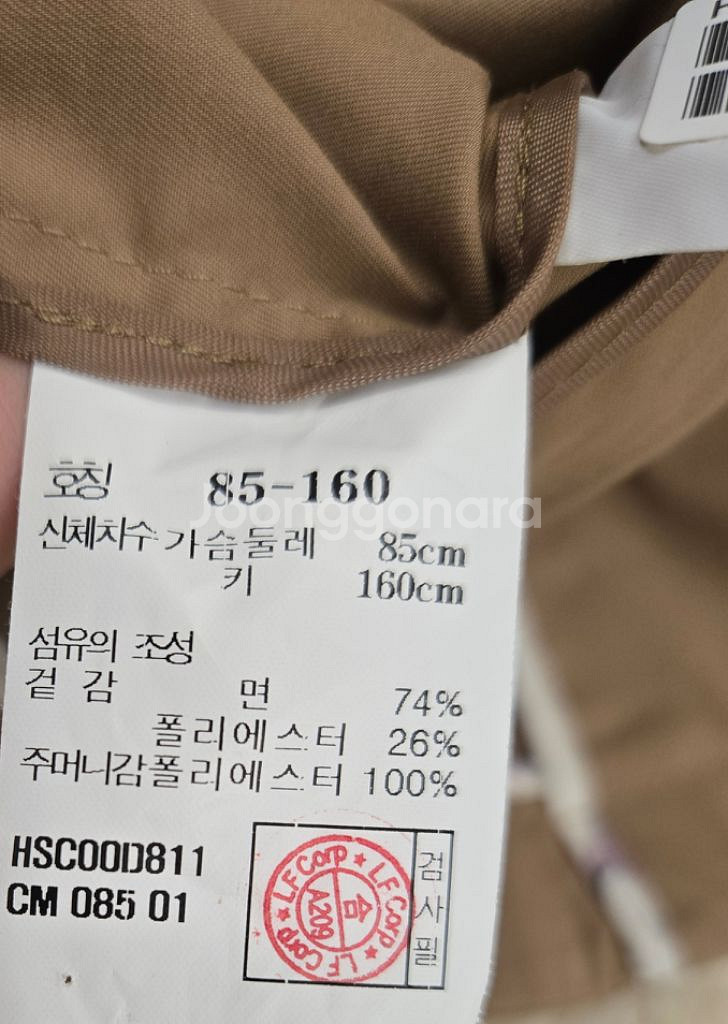 호칭 85-160
Joonggonara
신체치수 가슴둘레 85cm
키 160cm
섬유의 조성
겉감 면 74%
폴리에스터 26%
주머니감 폴리에스터 100%
HSC00D811
CM 085 01
LF Corp ★ LF Corp ★ LF Corp ★
A209
합
검사필